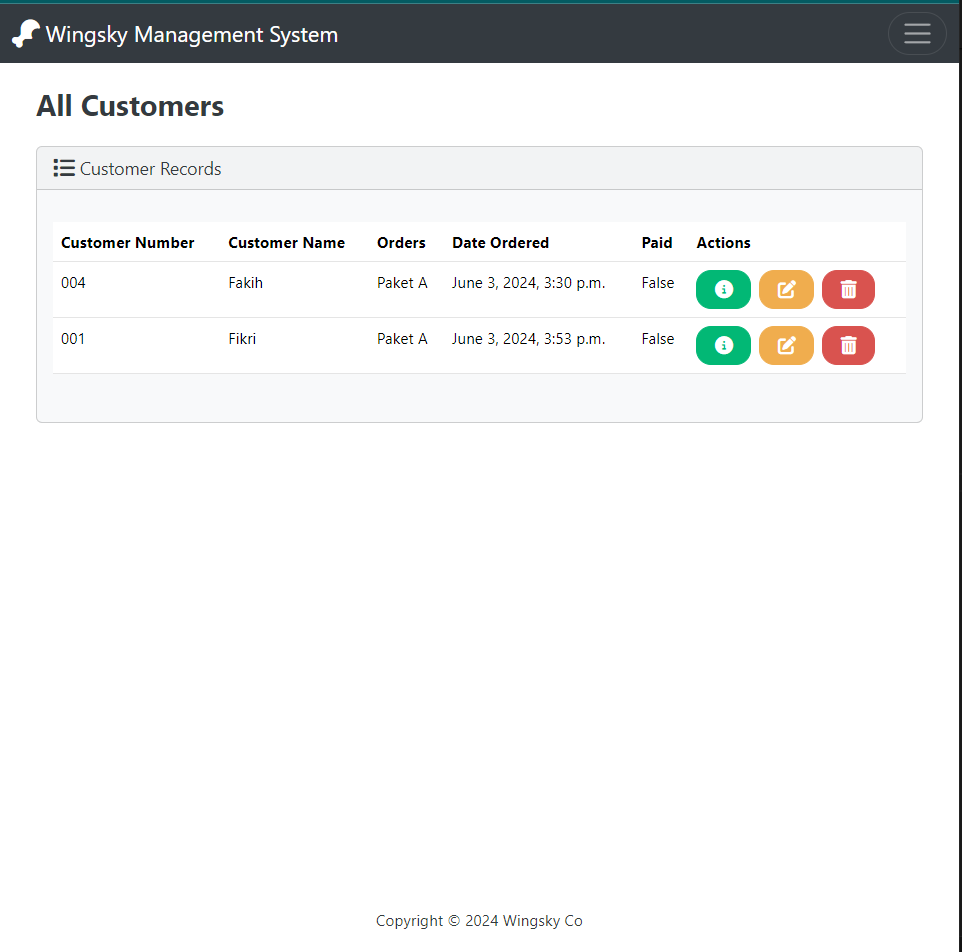 Wingsky Management System
All Customers
Customer Records
Customer Number Customer Name Orders Date Ordered Paid Actions
004 Fakih Paket A June 3, 2024, 3:30 p.m. False
001 Fikri Paket A June 3, 2024, 3:53 p.m. False
Copyright © 2024 Wingsky Co